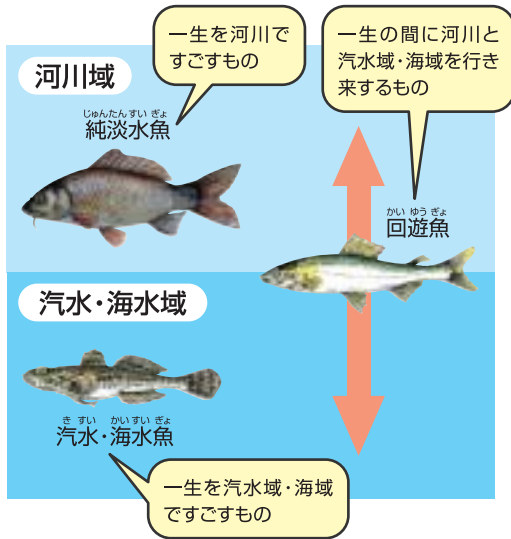 一生を河川で
すごすもの
一生の間に河川と
汽水域・海域を行き
来するもの
河川域
じゅんたんすいぎょ
純淡水魚
かいゆうぎょ
回遊魚
汽水・海水域
きすい かいすいぎょ
汽水・海水魚
一生を汽水域・海域
ですごすもの